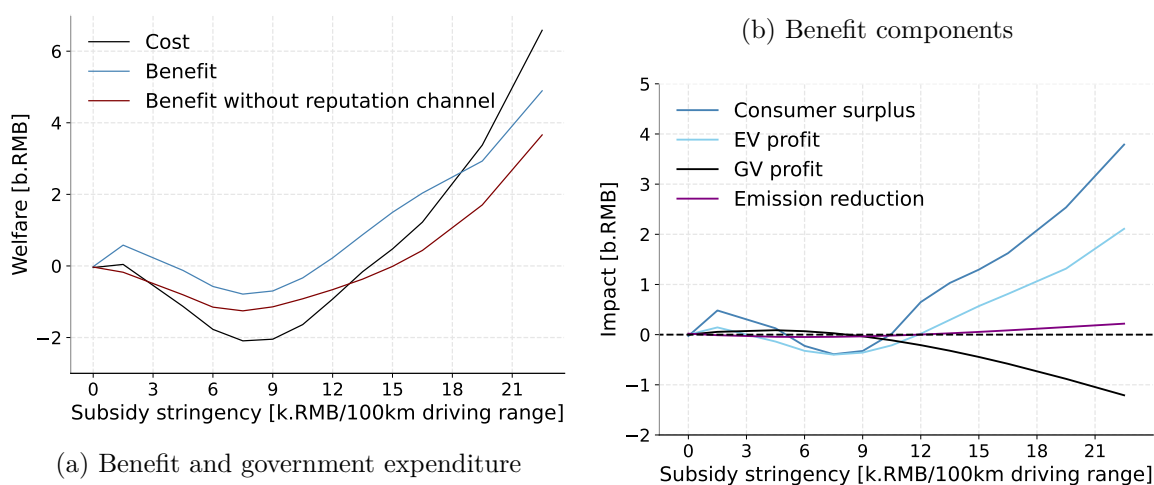 Cost
Benefit
Benefit without reputation channel
Welfare [b.RMB]
6
4
2
0
−2
0 3 6 9 12 15 18 21
Subsidy stringency [k.RMB/100km driving range]
(a) Benefit and government expenditure
(b) Benefit components
Consumer surplus
EV profit
GV profit
Emission reduction
Impact [b.RMB]
5
4
3
2
1
0
−1
−2
0 3 6 9 12 15 18 21
Subsidy stringency [k.RMB/100km driving range]